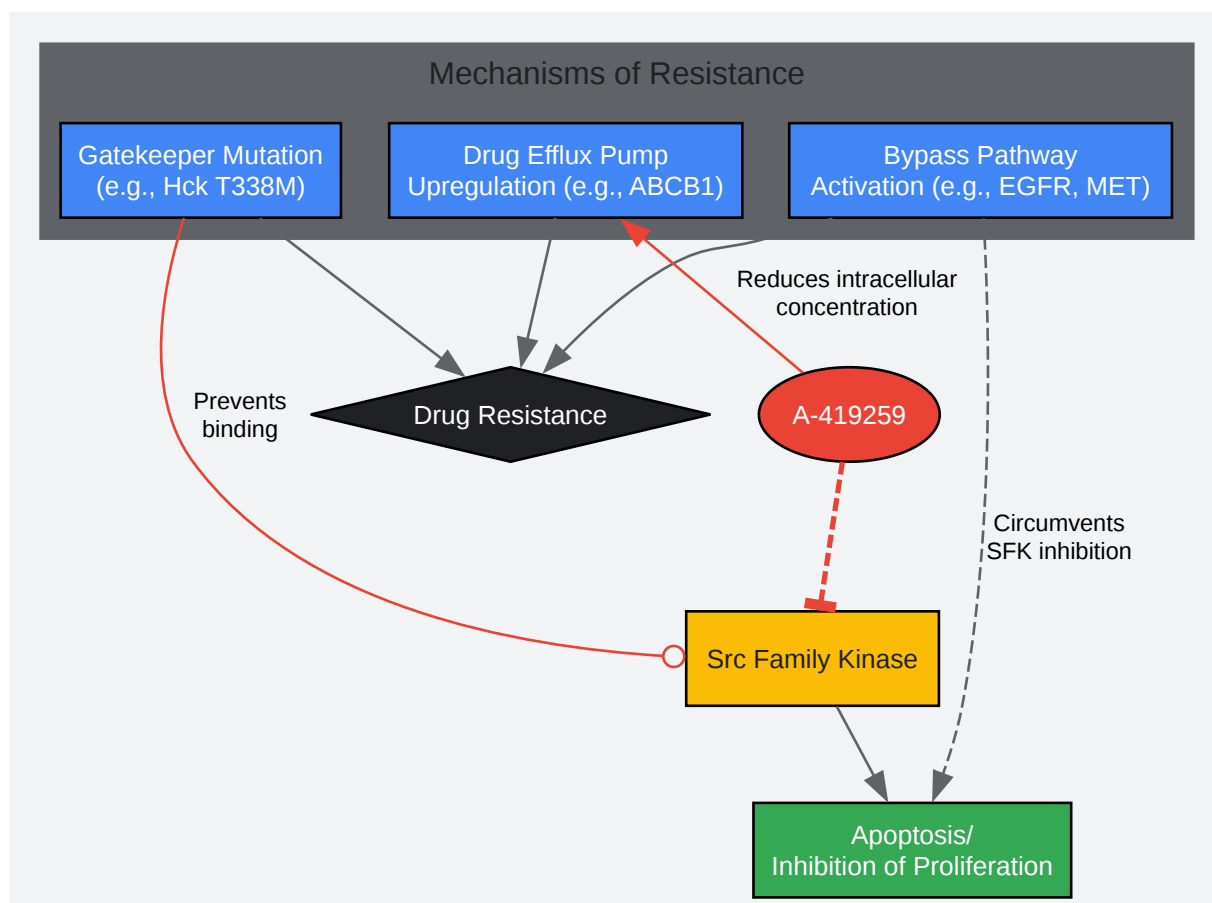 Mechanisms of Resistance
Gatekeeper Mutation
(e.g., Hck T338M)
Drug Efflux Pump
Upregulation (e.g., ABCB1)
Bypass Pathway
Activation (e.g., EGFR, MET)
Reduces intracellular
concentration
Prevents
binding
Drug Resistance
A-419259
Circumvents
SFK inhibition
Src Family Kinase
Apoptosis/
Inhibition of Proliferation